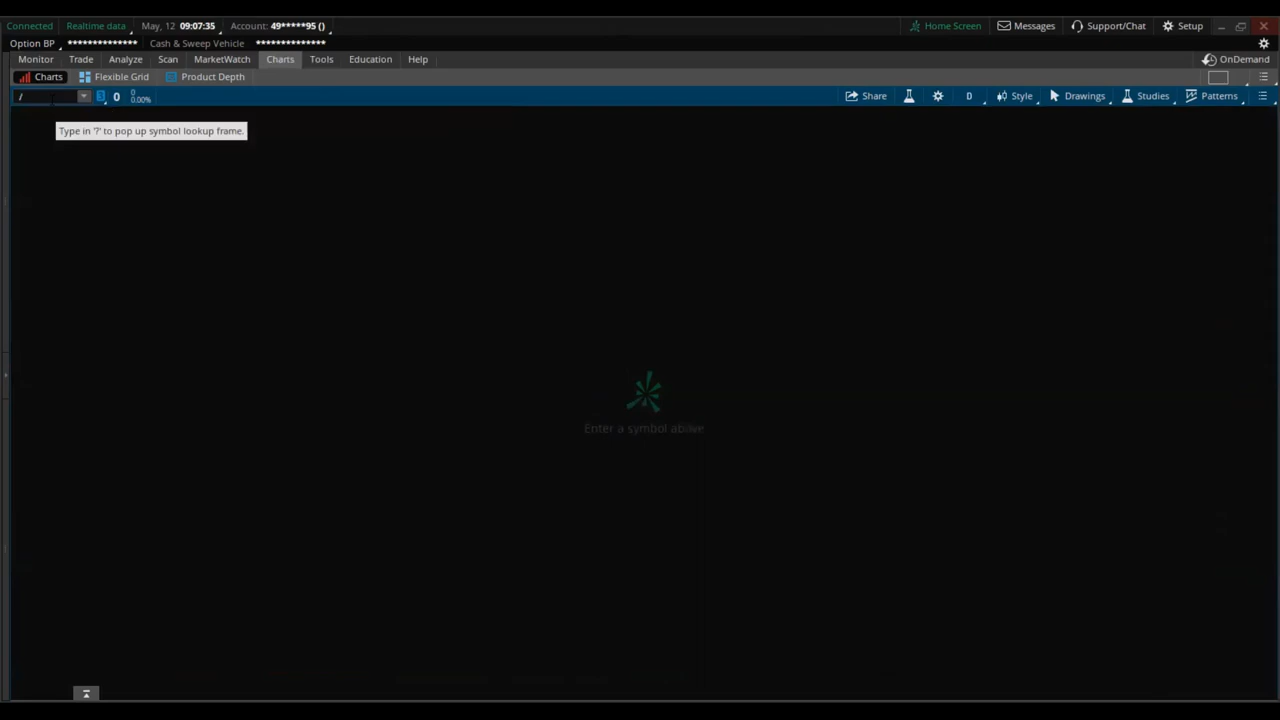 Connected Realtime data May, 12 09:07:35 Account: 49*****95 () Home Screen Messages Support/Chat Setup
Option BP ************** Cash & Sweep Vehicle **************
Monitor Trade Analyze Scan MarketWatch Charts Tools Education Help OnDemand
Charts Flexible Grid Product Depth
/ 0 0 Share D Style Drawings Studies Patterns
0.00%
Type in '?' to pop up symbol lookup frame.
Enter a symbol above